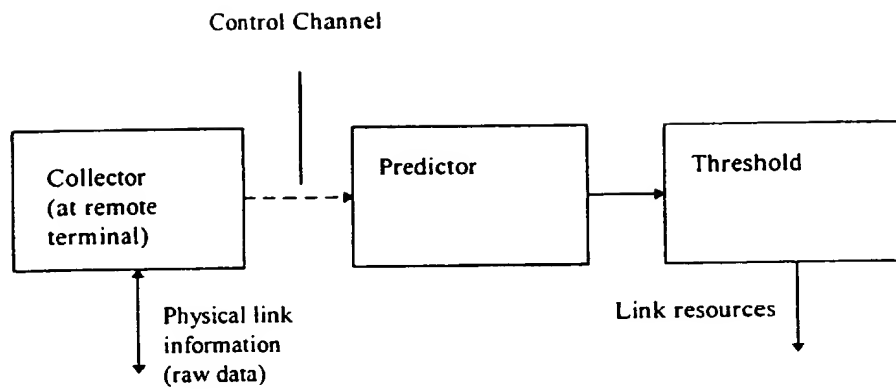 Control Channel
Collector
(at remote
terminal)
Predictor
Threshold
Physical link
information
(raw data)
Link resources